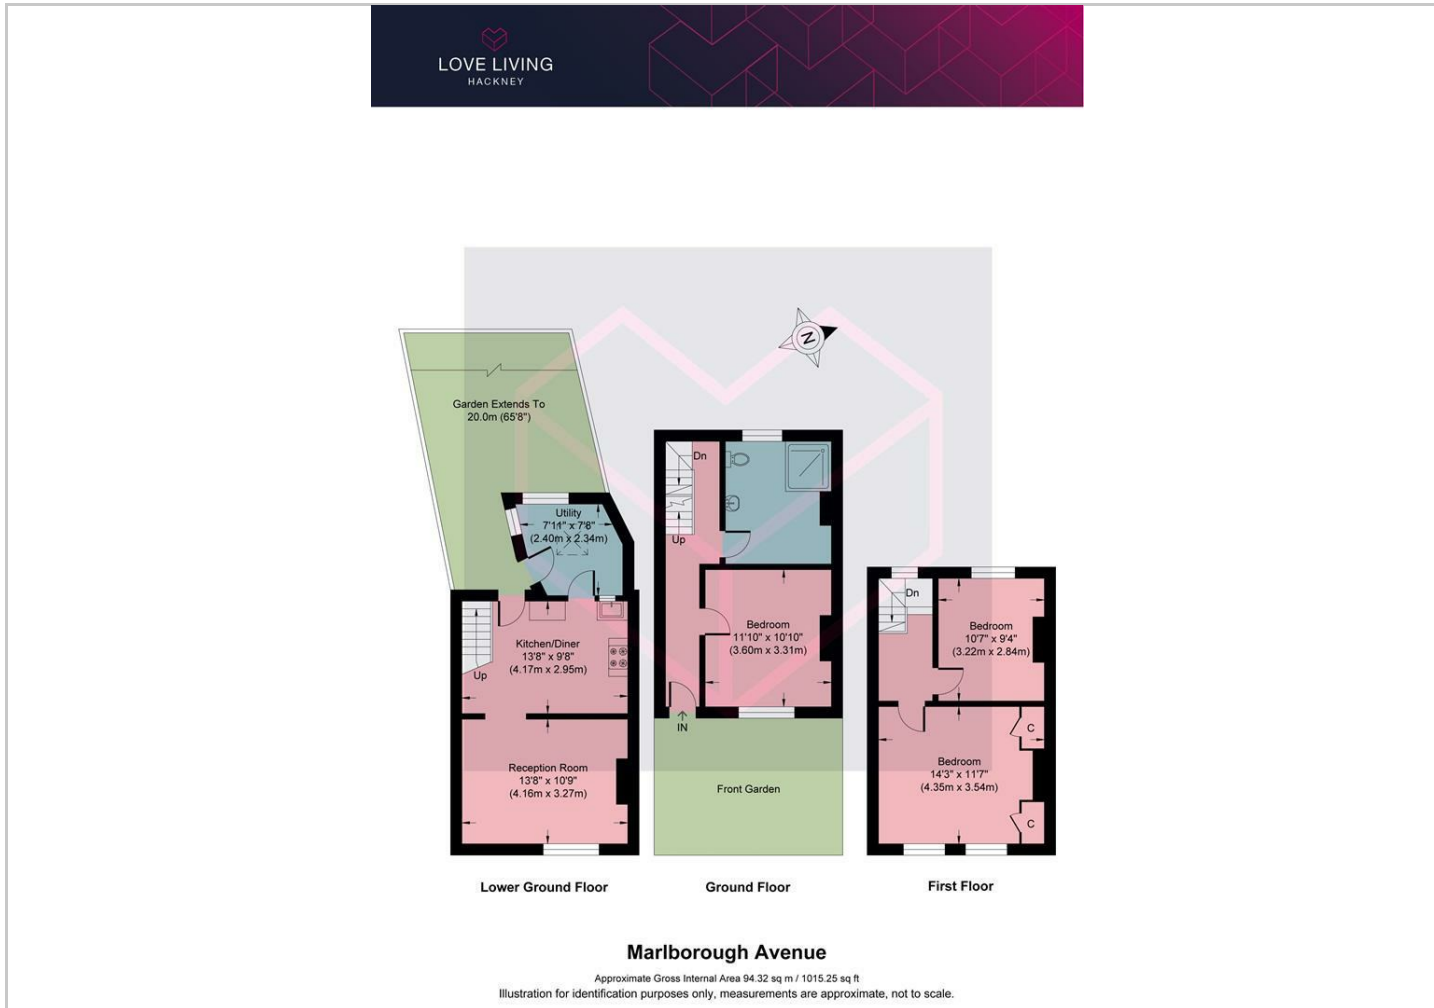 LOVE LIVING
HACKNEY
N
Garden Extends To
20.0m (65'8")
Utility
7'11" x 7'8"
(2.40m x 2.34m)
Kitchen/Diner
13'8" x 9'8"
(4.17m x 2.95m)
Up
Reception Room
13'8" x 10'9"
(4.16m x 3.27m)
Lower Ground Floor
Dn
Up
Bedroom
11'10" x 10'10"
(3.60m x 3.31m)
IN
Front Garden
Ground Floor
Dn
Bedroom
10'7" x 9'4"
(3.22m x 2.84m)
C
Bedroom
14'3" x 11'7"
(4.35m x 3.54m)
C
First Floor
Marlborough Avenue
Approximate Gross Internal Area 94.32 sq m / 1015.25 sq ft
Illustration for identification purposes only, measurements are approximate, not to scale.